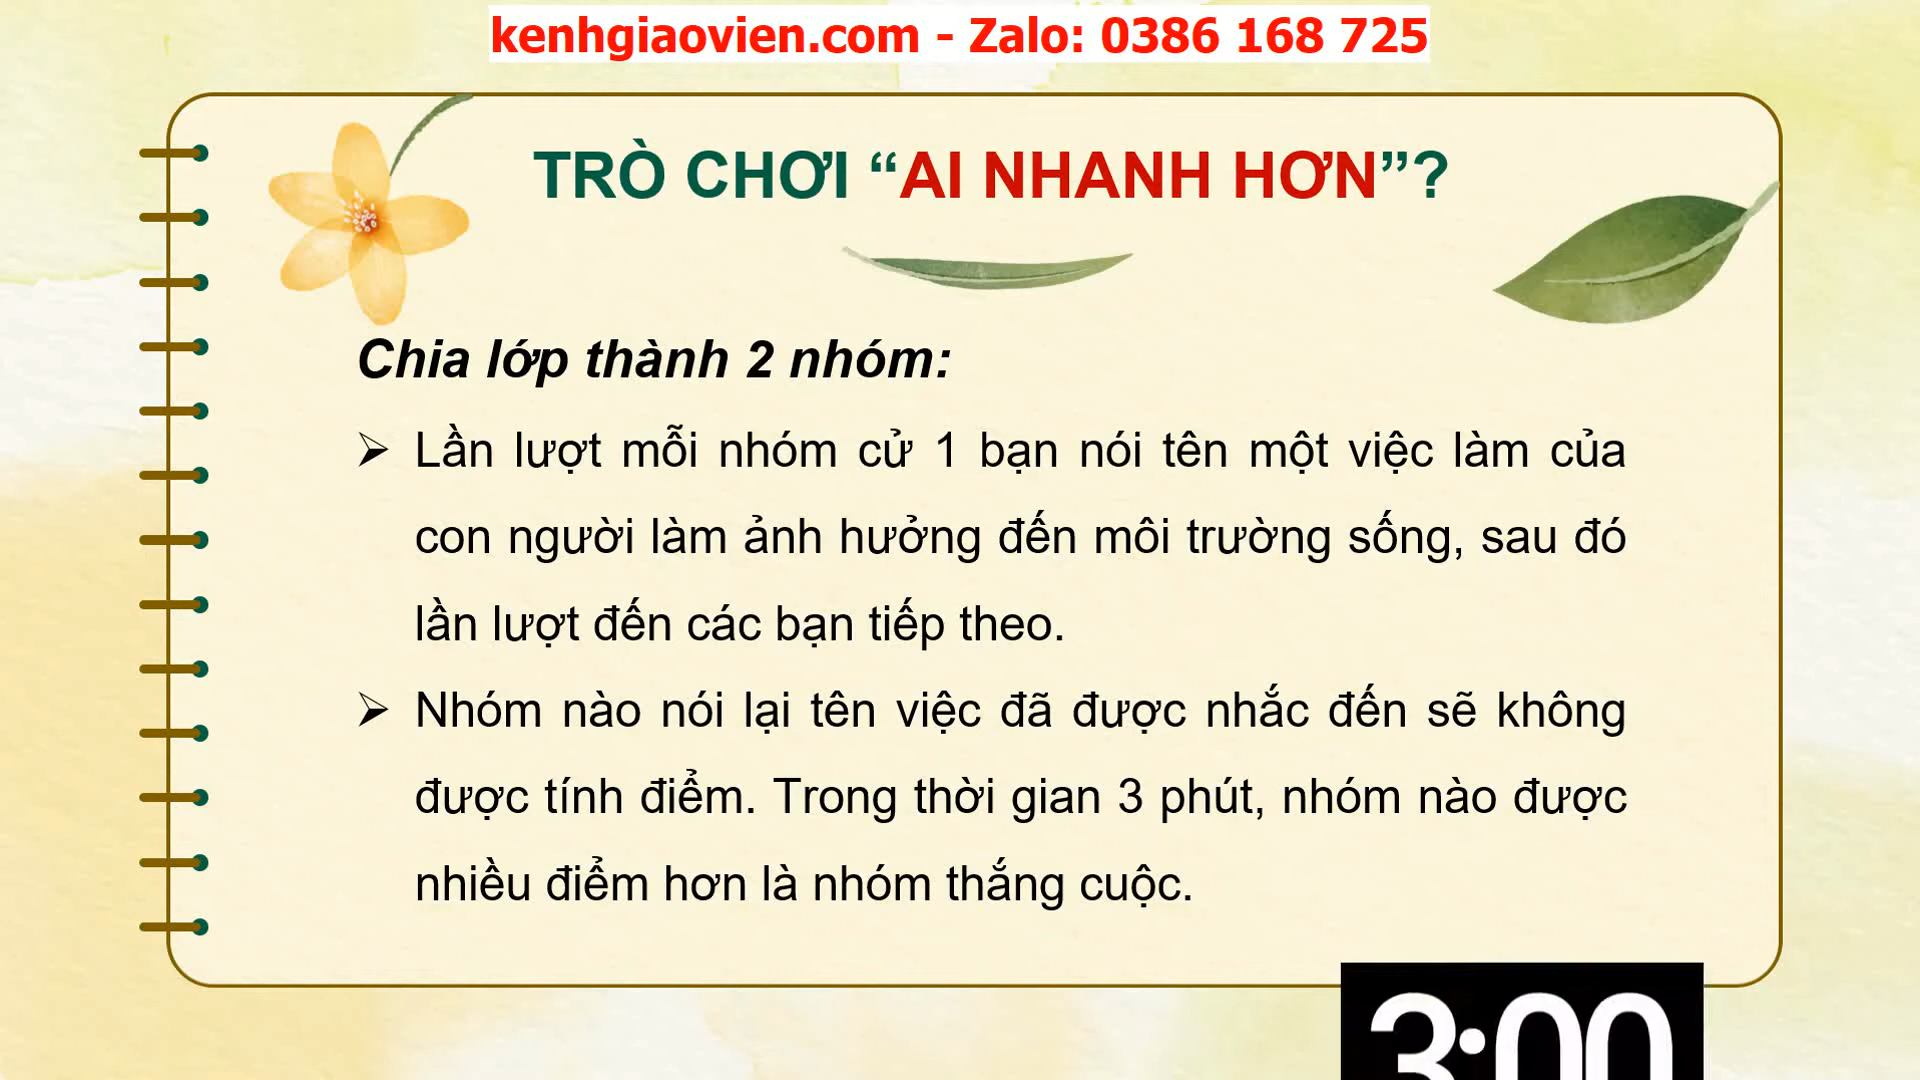 kenhgiaovien.com - Zalo: 0386 168 725
TRÒ CHƠI “AI NHANH HƠN”?
Chia lớp thành 2 nhóm:
➢ Lần lượt mỗi nhóm cử 1 bạn nói tên một việc làm của
con người làm ảnh hưởng đến môi trường sống, sau đó
lần lượt đến các bạn tiếp theo.
➢ Nhóm nào nói lại tên việc đã được nhắc đến sẽ không
được tính điểm. Trong thời gian 3 phút, nhóm nào được
nhiều điểm hơn là nhóm thắng cuộc.
3:00